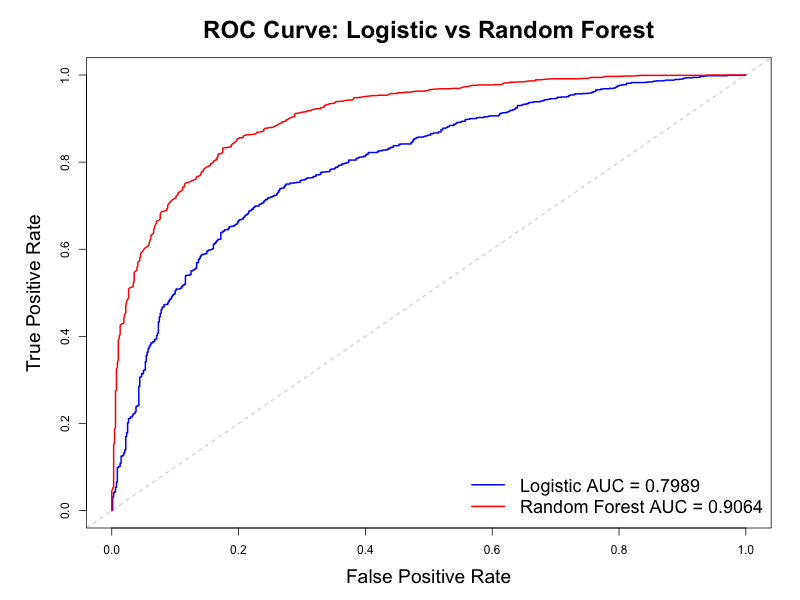 ROC Curve: Logistic vs Random Forest
True Positive Rate
1.0
0.8
0.6
0.4
0.2
0.0
Logistic AUC = 0.7989
Random Forest AUC = 0.9064
0.0 0.2 0.4 0.6 0.8 1.0
False Positive Rate